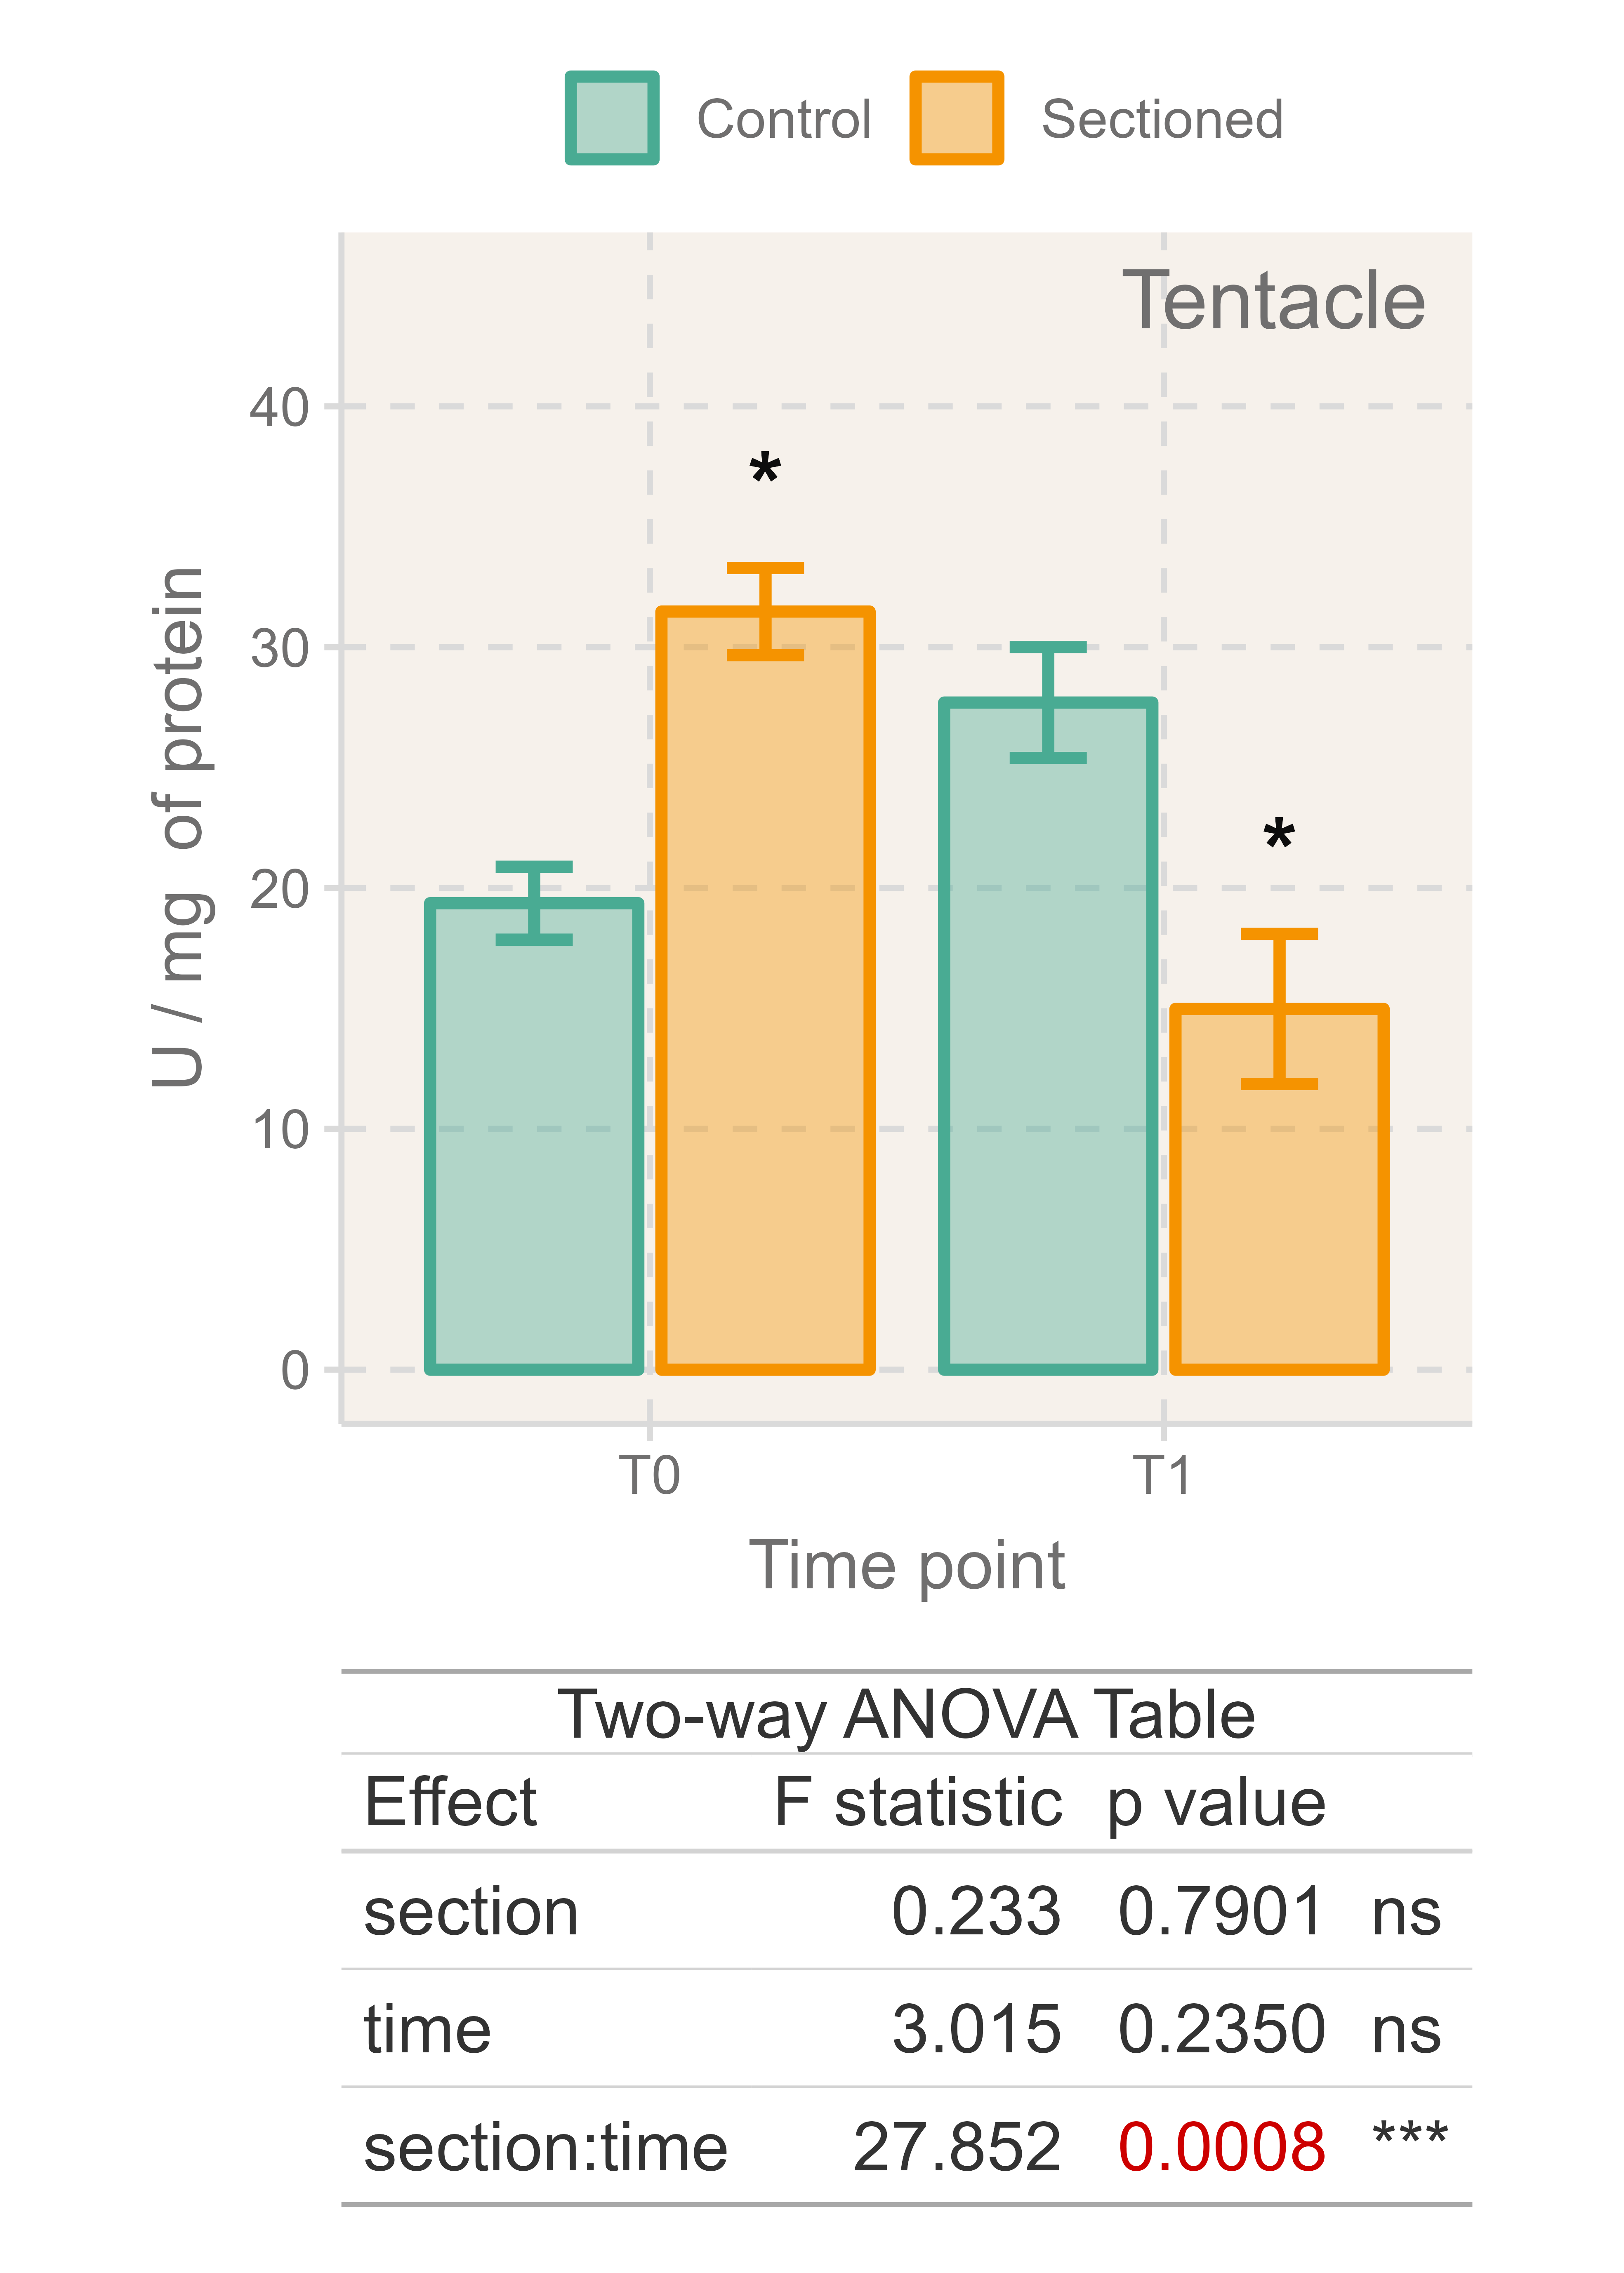 Control Sectioned
Tentacle
40
*
30
*
20
10
0
U / mg of protein
T0 T1
Time point
Two-way ANOVA Table
Effect F statistic p value
section 0.233 0.7901 ns
time 3.015 0.2350 ns
section:time 27.852 0.0008 ***